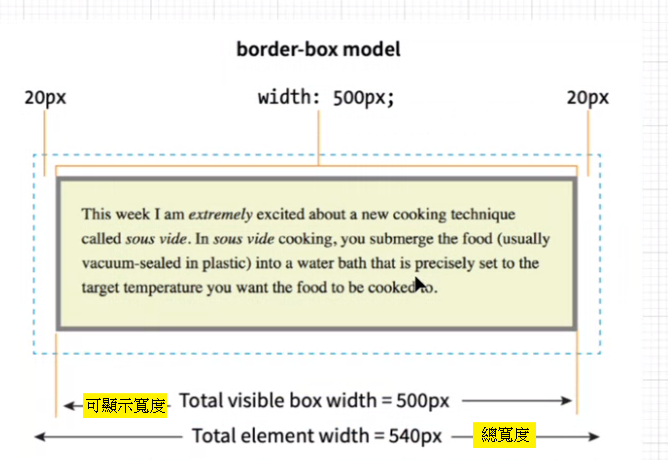 border-box model
20px width: 500px; 20px
This week I am extremely excited about a new cooking technique
called sous vide. In sous vide cooking, you submerge the food (usually
vacuum-sealed in plastic) into a water bath that is precisely set to the
target temperature you want the food to be cooked to.
可顯示寬度 Total visible box width = 500px
Total element width = 540px 總寬度